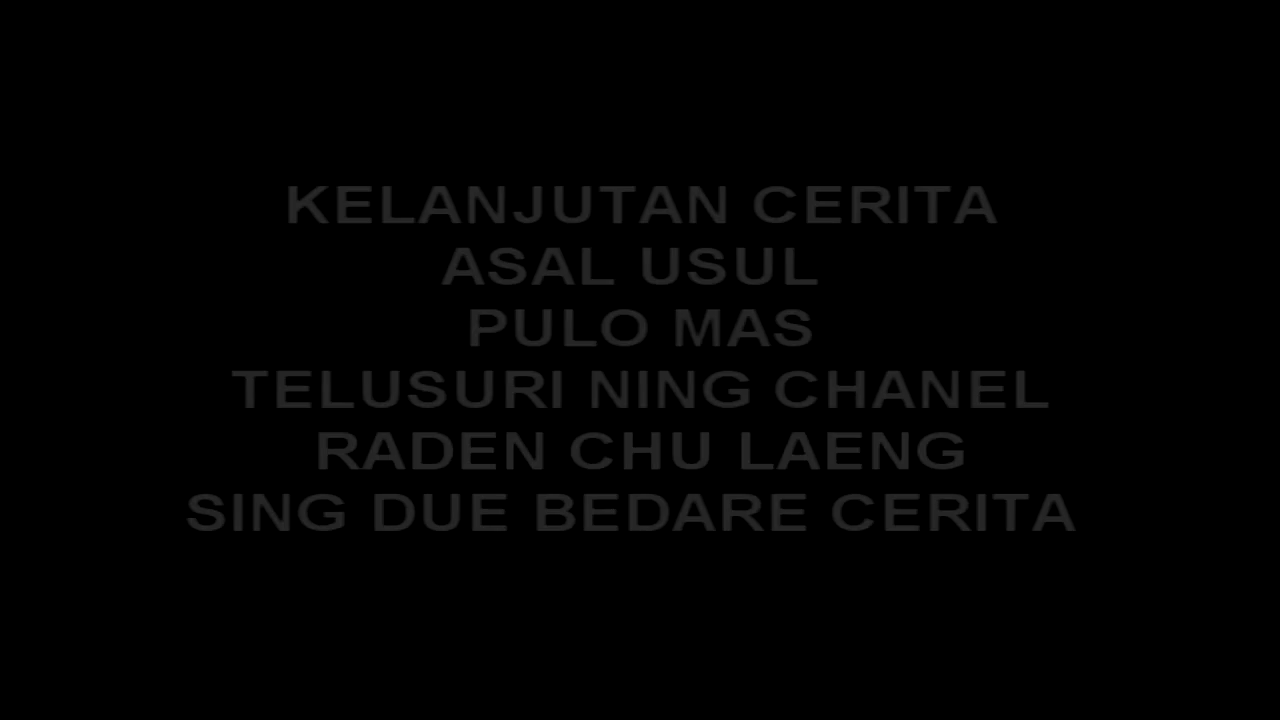 KELANJUTAN CERITA
ASAL USUL
PULO MAS
TELUSURI NING CHANEL
RADEN CHU LAENG
SING DUE BEDARE CERITA